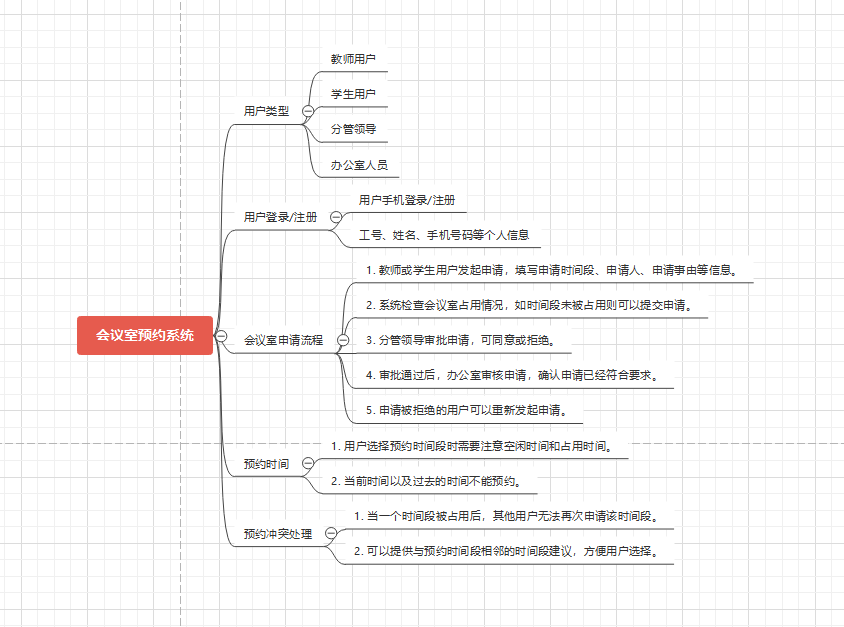 会议室预约系统
用户类型
教师用户
学生用户
分管领导
办公室人员
用户登录/注册
用户手机登录/注册
工号、姓名、手机号码等个人信息
会议室申请流程
1. 教师或学生用户发起申请，填写申请时间段、申请人、申请事由等信息。
2. 系统检查会议室占用情况，如时间段未被占用则可以提交申请。
3. 分管领导审批申请，可同意或拒绝。
4. 审批通过后，办公室审核申请，确认申请已经符合要求。
5. 申请被拒绝的用户可以重新发起申请。
预约时间
1. 用户选择预约时间段时需要注意空闲时间和占用时间。
2. 当前时间以及过去的时间不能预约。
预约冲突处理
1. 当一个时间段被占用后，其他用户无法再次申请该时间段。
2. 可以提供与预约时间段相邻的时间段建议，方便用户选择。